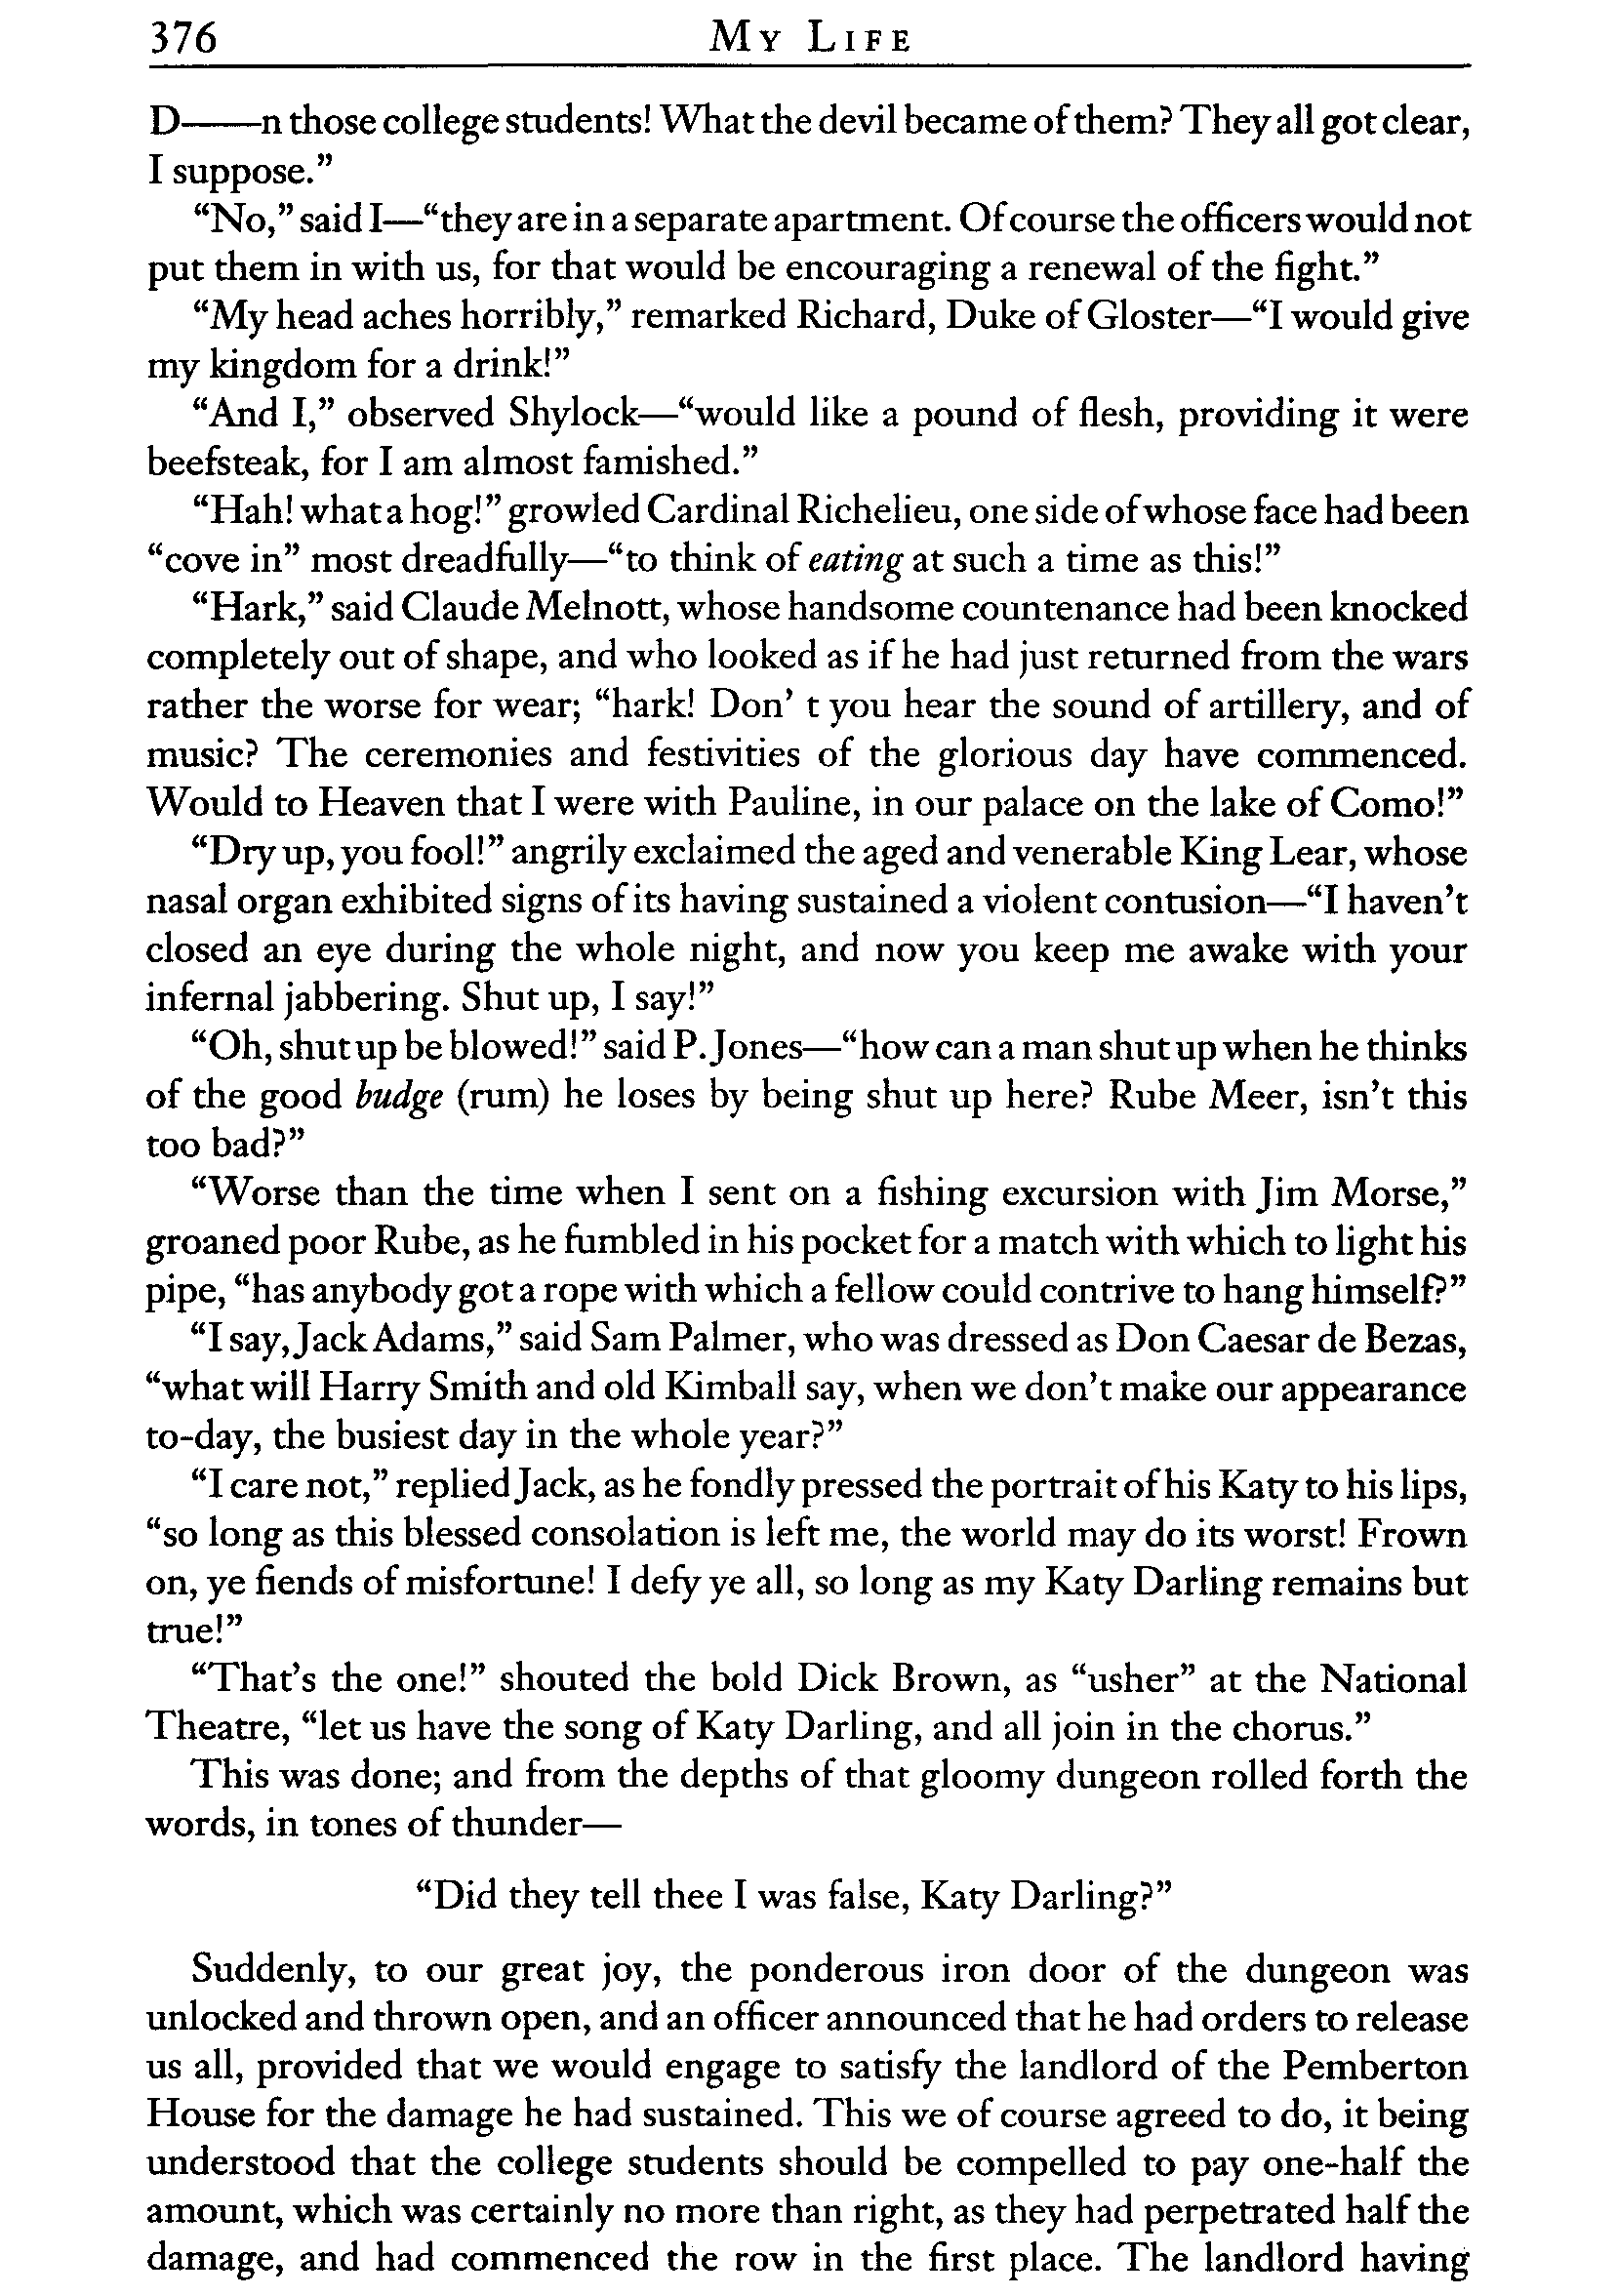 376 My Life
D——n those college students! What the devil became of them? They all got clear,
I suppose.”
“No,” said I—“they are in a separate apartment. Of course the officers would not
put them in with us, for that would be encouraging a renewal of the fight.”
“My head aches horribly,” remarked Richard, Duke of Gloster—“I would give
my kingdom for a drink!”
“And I,” observed Shylock—“would like a pound of flesh, providing it were
beefsteak, for I am almost famished.”
“Hah! what a hog!” growled Cardinal Richelieu, one side of whose face had been
“cove in” most dreadfully—“to think of eating at such a time as this!”
“Hark,” said Claude Melnott, whose handsome countenance had been knocked
completely out of shape, and who looked as if he had just returned from the wars
rather the worse for wear; “hark! Don’ t you hear the sound of artillery, and of
music? The ceremonies and festivities of the glorious day have commenced.
Would to Heaven that I were with Pauline, in our palace on the lake of Como!”
“Dry up, you fool!” angrily exclaimed the aged and venerable King Lear, whose
nasal organ exhibited signs of its having sustained a violent contusion—“I haven’t
closed an eye during the whole night, and now you keep me awake with your
infernal jabbering. Shut up, I say!”
“Oh, shut up be blowed!” said P. Jones—“how can a man shut up when he thinks
of the good budge (rum) he loses by being shut up here? Rube Meer, isn’t this
too bad?”
“Worse than the time when I sent on a fishing excursion with Jim Morse,”
groaned poor Rube, as he fumbled in his pocket for a match with which to light his
pipe, “has anybody got a rope with which a fellow could contrive to hang himself?”
“I say, Jack Adams,” said Sam Palmer, who was dressed as Don Caesar de Bezas,
“what will Harry Smith and old Kimball say, when we don’t make our appearance
to-day, the busiest day in the whole year?”
“I care not,” replied Jack, as he fondly pressed the portrait of his Katy to his lips,
“so long as this blessed consolation is left me, the world may do its worst! Frown
on, ye fiends of misfortune! I defy ye all, so long as my Katy Darling remains but
true!”
“That’s the one!” shouted the bold Dick Brown, as “usher” at the National
Theatre, “let us have the song of Katy Darling, and all join in the chorus.”
This was done; and from the depths of that gloomy dungeon rolled forth the
words, in tones of thunder—
“Did they tell thee I was false, Katy Darling?”
Suddenly, to our great joy, the ponderous iron door of the dungeon was
unlocked and thrown open, and an officer announced that he had orders to release
us all, provided that we would engage to satisfy the landlord of the Pemberton
House for the damage he had sustained. This we of course agreed to do, it being
understood that the college students should be compelled to pay one-half the
amount, which was certainly no more than right, as they had perpetrated half the
damage, and had commenced the row in the first place. The landlord having